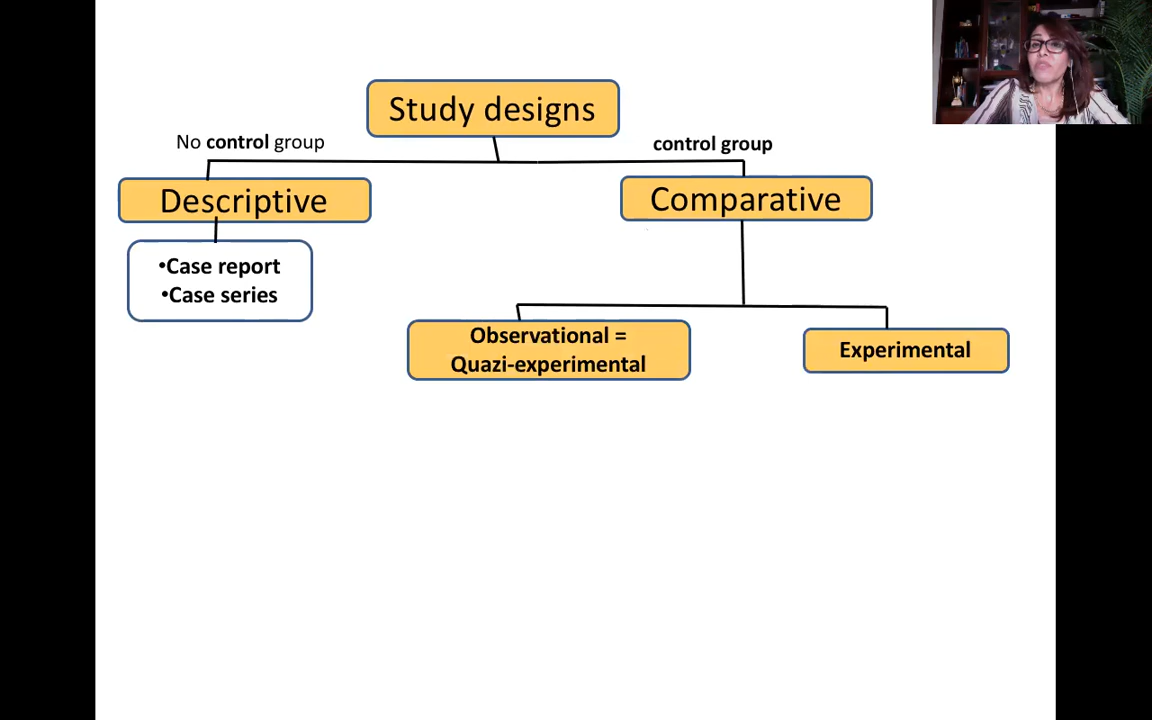 Study designs
No control group
control group
Descriptive
Comparative
•Case report
•Case series
Observational =
Quazi-experimental
Experimental